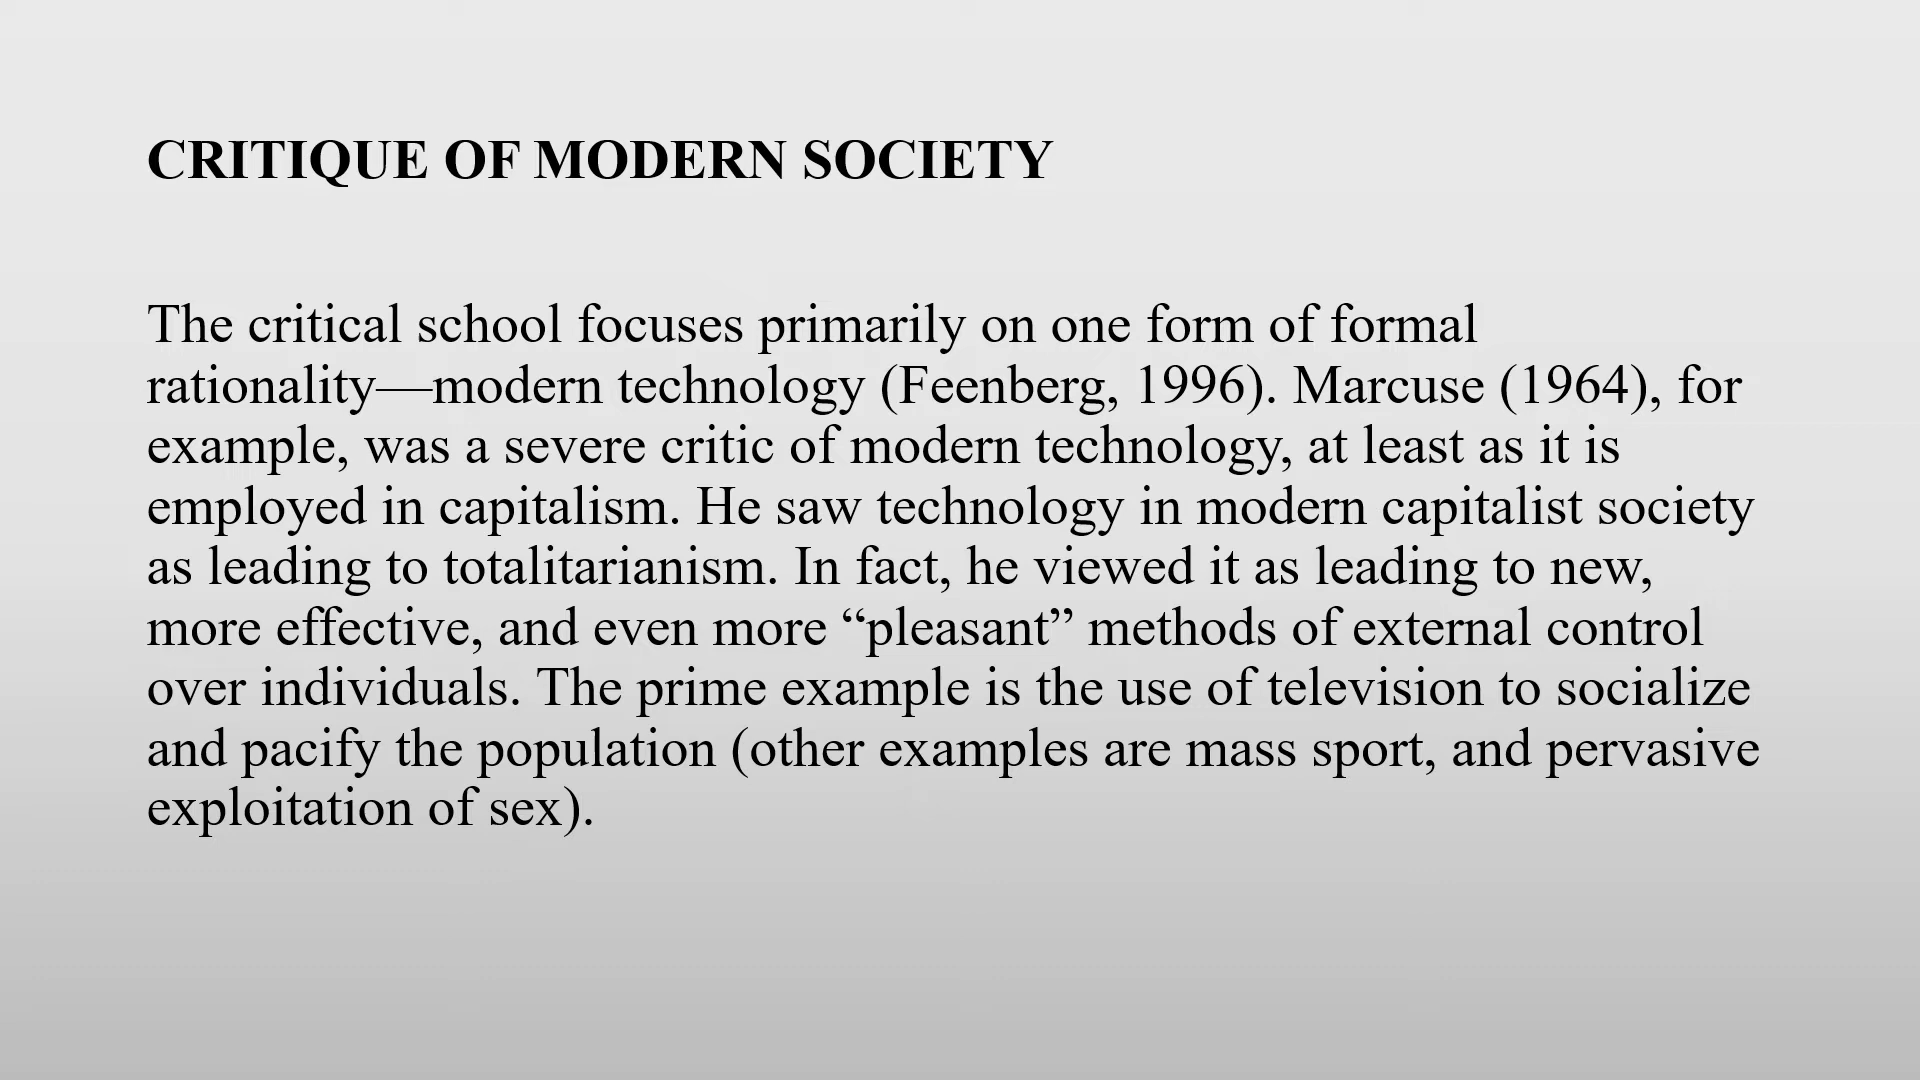 CRITIQUE OF MODERN SOCIETY
The critical school focuses primarily on one form of formal
rationality—modern technology (Feenberg, 1996). Marcuse (1964), for
example, was a severe critic of modern technology, at least as it is
employed in capitalism. He saw technology in modern capitalist society
as leading to totalitarianism. In fact, he viewed it as leading to new,
more effective, and even more “pleasant” methods of external control
over individuals. The prime example is the use of television to socialize
and pacify the population (other examples are mass sport, and pervasive
exploitation of sex).